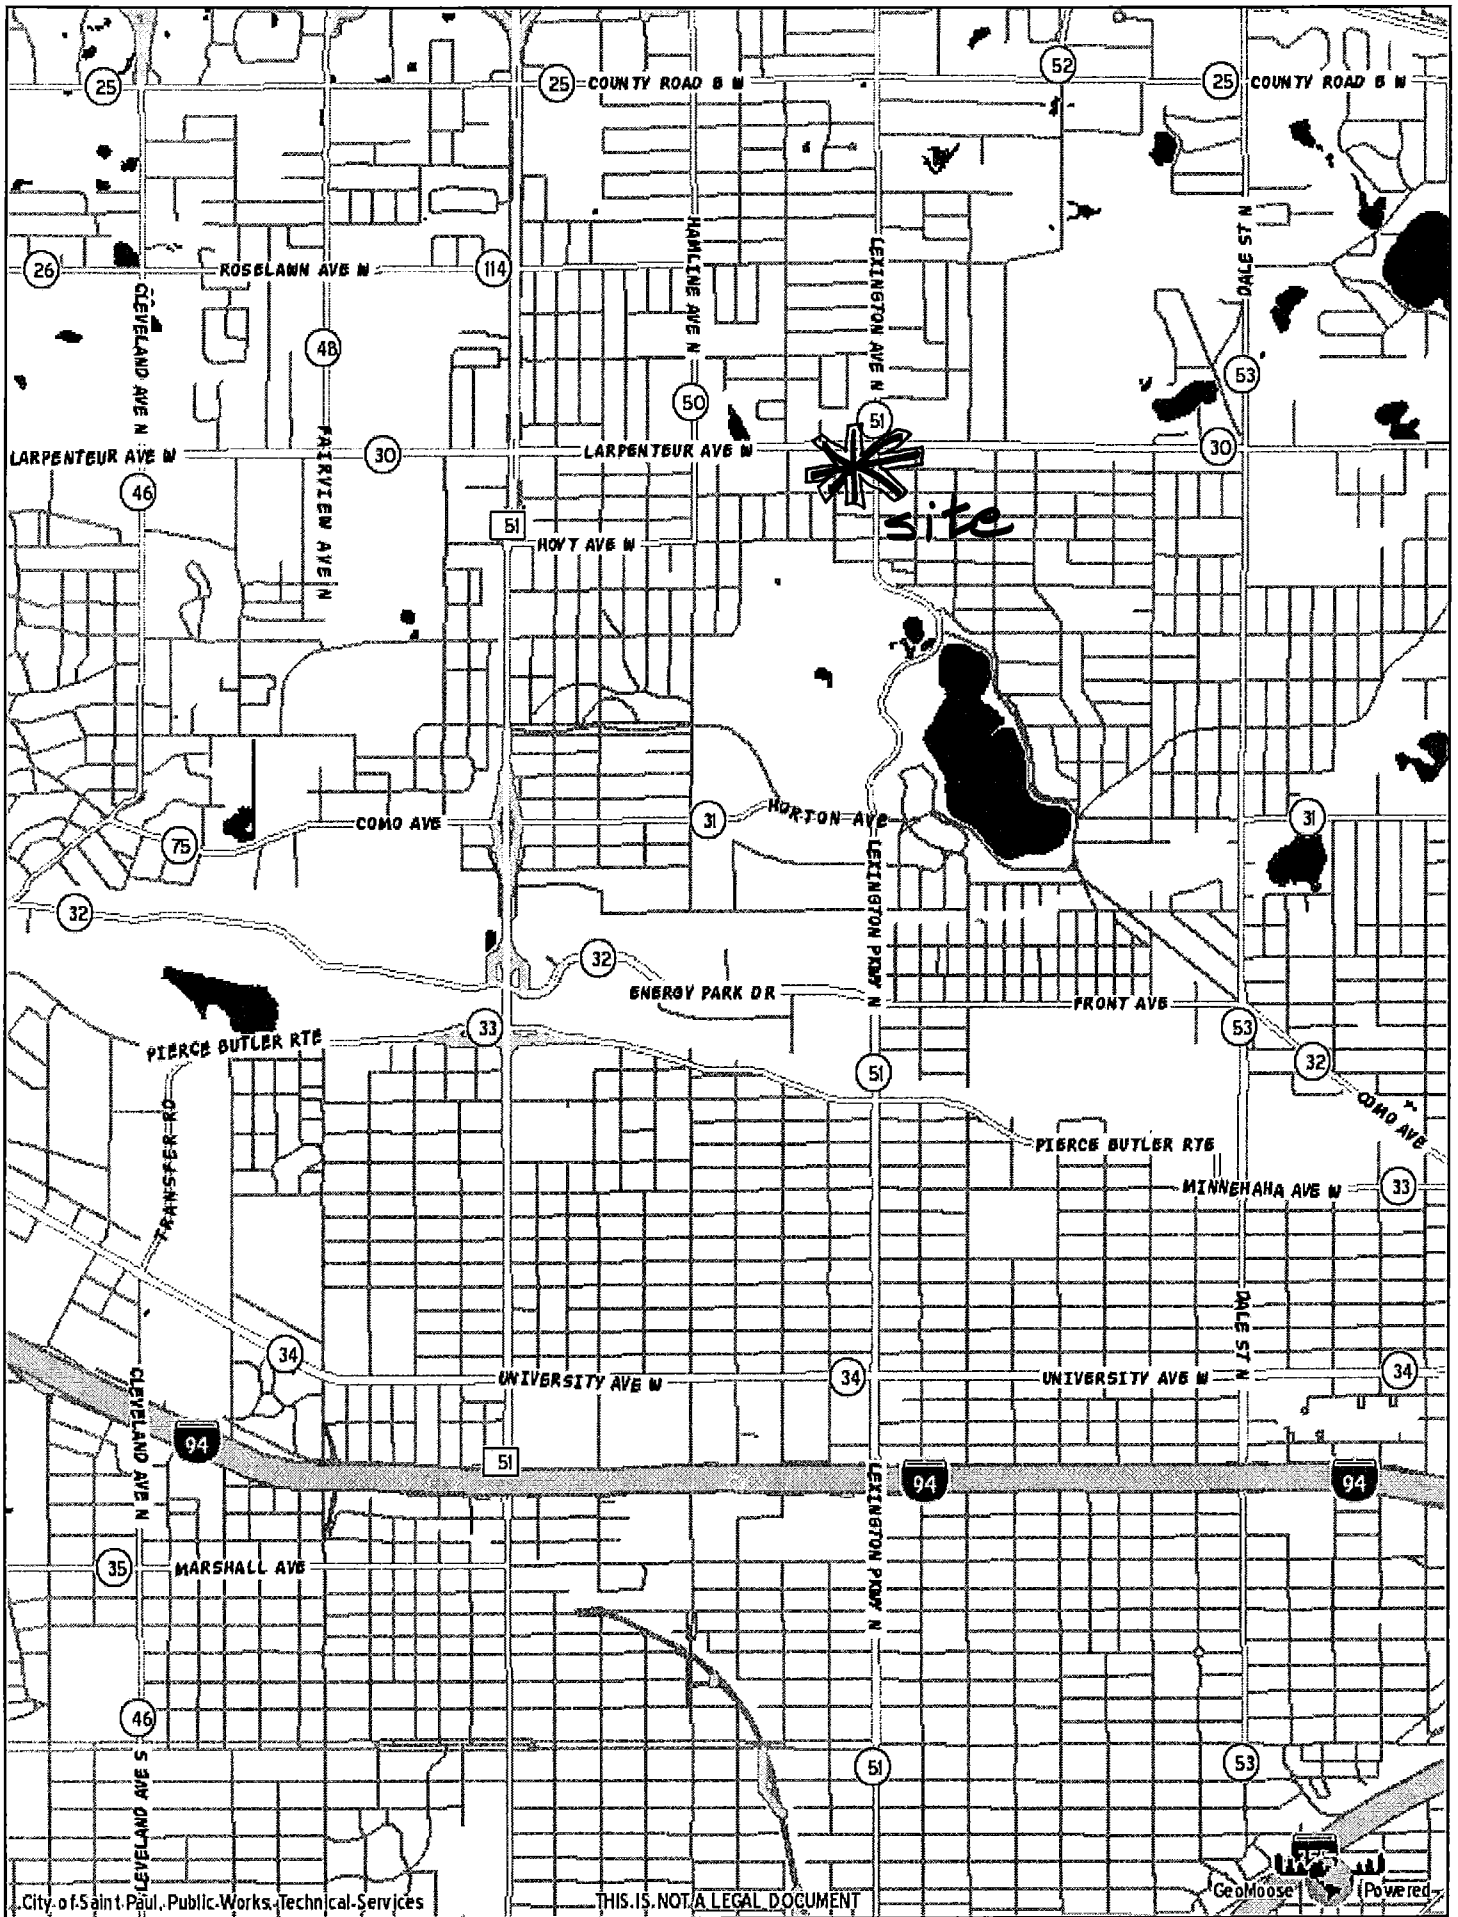 25
25 COUNTY ROAD B W
52
25 COUNTY ROAD B W
HAMLINE AVE N
LEXINGTON AVE N
DALE ST N
26
ROSELAWN AVE W
114
CLEVELAND AVE N
48
53
50
51
FAIRVIEW AVE N
LARPENTEUR AVE W
30
LARPENTEUR AVE W
30
46
51
site
HOYT AVE W
COMO AVE
31
HORTON AVE
31
75
LEXINGTON PKWY N
32
32
ENERGY PARK DR
FRONT AVE
33
53
PIERCE BUTLER RTE
32
51
TRANSFER RD
COMO AVE
PIERCE BUTLER RTE
MINNEHAHA AVE W
33
DALE ST N
34
UNIVERSITY AVE W
34
UNIVERSITY AVE W
34
CLEVELAND AVE N
94
51
LEXINGTON PKWY N
94
94
35
MARSHALL AVE
46
CLEVELAND AVE S
51
53
City of Saint Paul, Public Works, Technical Services
THIS IS NOT A LEGAL DOCUMENT
GeoMoose Powered